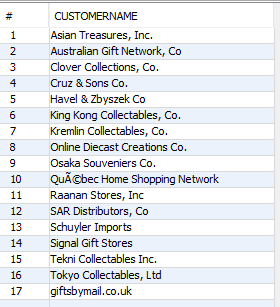 # CUSTOMERNAME
1 Asian Treasures, Inc.
2 Australian Gift Network, Co
3 Clover Collections, Co.
4 Cruz & Sons Co.
5 Havel & Zbyszek Co
6 King Kong Collectables, Co.
7 Kremlin Collectables, Co.
8 Online Diecast Creations Co.
9 Osaka Souveniers Co.
10 QuÃ©bec Home Shopping Network
11 Raanan Stores, Inc
12 SAR Distributors, Co
13 Schuyler Imports
14 Signal Gift Stores
15 Tekni Collectables Inc.
16 Tokyo Collectables, Ltd
17 giftsbymail.co.uk